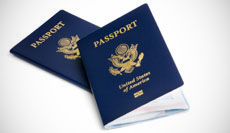 PASSPORT
PASSPORT
United States
of America